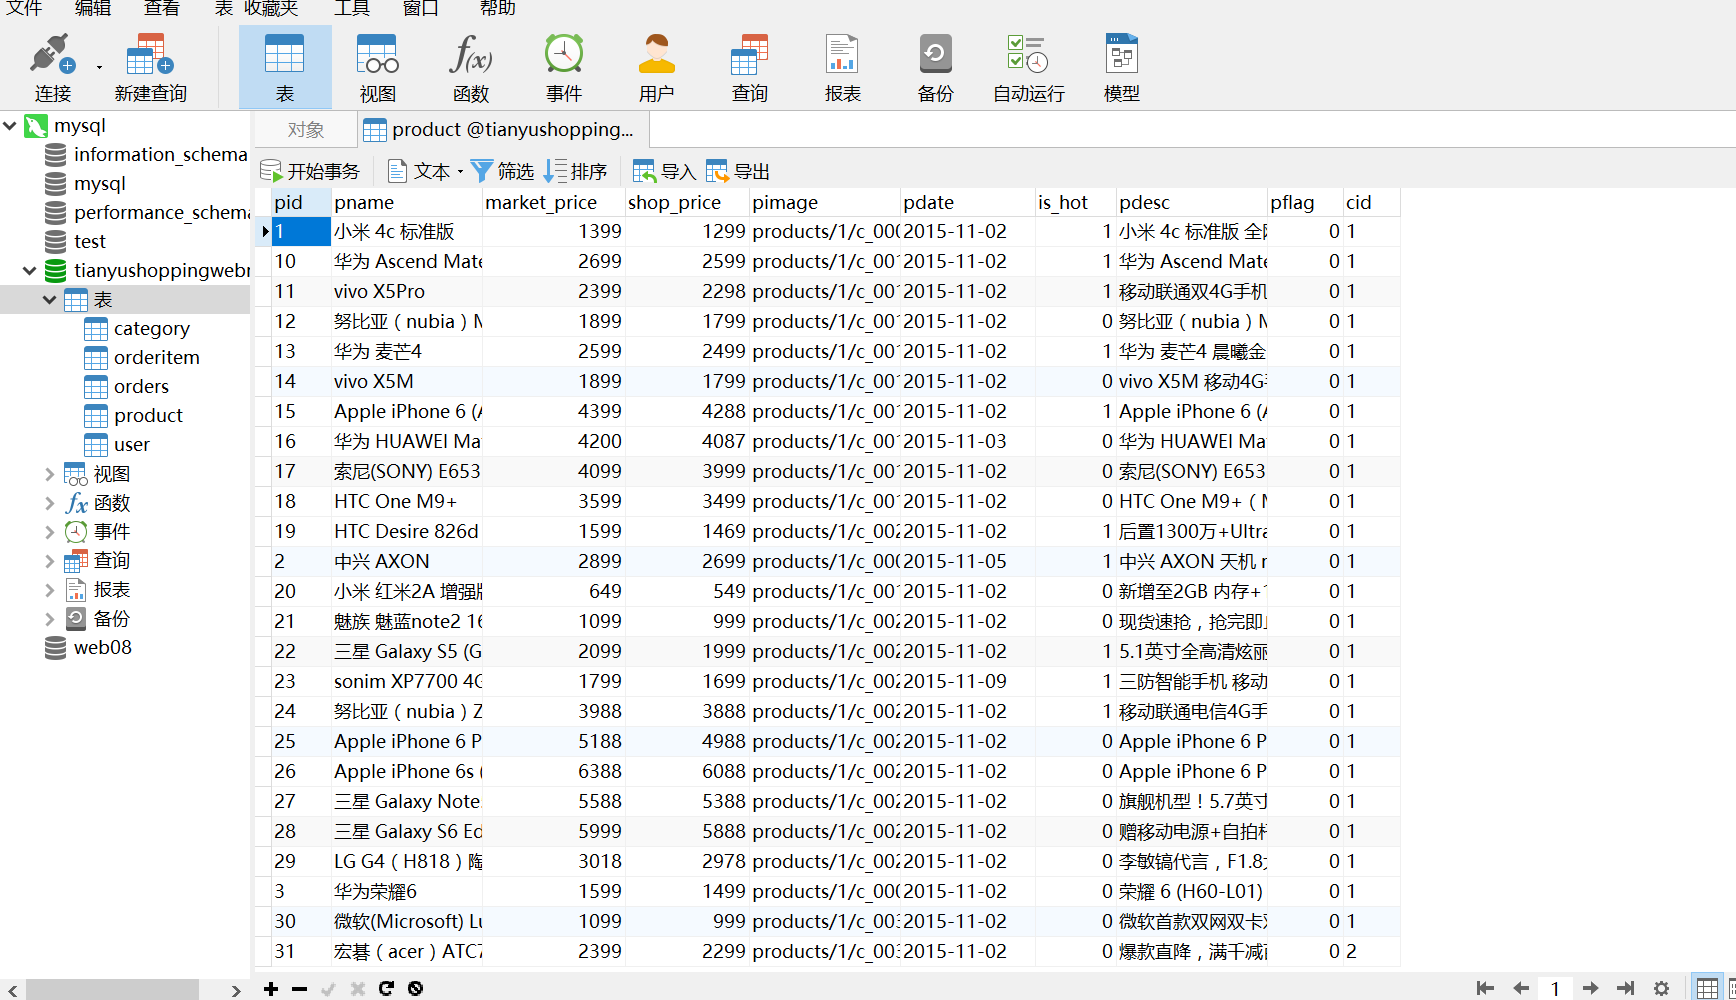 文件 编辑 查看 表 收藏夹 工具 窗口 帮助
连接 新建查询 表 视图 函数 事件 用户 查询 报表 备份 自动运行 模型
mysql
information_schema
mysql
performance_schema
test
tianyushoppingweb
表
category
orderitem
orders
product
user
视图
函数
事件
查询
报表
备份
web08
对象 product @tianyushopping...
开始事务 文本 筛选 排序 导入 导出
pid pname market_price shop_price pimage pdate is_hot pdesc pflag cid
1 小米 4c 标准版 1399 1299 products/1/c_000 2015-11-02 1 小米 4c 标准版 0 1
10 华为 Ascend Mate 2699 2599 products/1/c_001 2015-11-02 1 华为 Ascend Mate 0 1
11 vivo X5Pro 2399 2298 products/1/c_001 2015-11-02 1 移动联通双4G手机 0 1
12 努比亚（nubia） 1899 1799 products/1/c_001 2015-11-02 0 努比亚（nubia） 0 1
13 华为 麦芒4 2599 2499 products/1/c_001 2015-11-02 1 华为 麦芒4 晨曦金 0 1
14 vivo X5M 1899 1799 products/1/c_001 2015-11-02 0 vivo X5M 移动4G 0 1
15 Apple iPhone 6 (A 4399 4288 products/1/c_001 2015-11-02 1 Apple iPhone 6 (A 0 1
16 华为 HUAWEI Ma 4200 4087 products/1/c_001 2015-11-03 0 华为 HUAWEI Ma 0 1
17 索尼(SONY) E653 4099 3999 products/1/c_001 2015-11-02 0 索尼(SONY) E653 0 1
18 HTC One M9+ 3599 3499 products/1/c_001 2015-11-02 0 HTC One M9+（M 0 1
19 HTC Desire 826d 1599 1469 products/1/c_002 2015-11-02 1 后置1300万+Ultra 0 1
2 中兴 AXON 2899 2699 products/1/c_000 2015-11-05 1 中兴 AXON 天机 0 1
20 小米 红米2A 增强版 649 549 products/1/c_001 2015-11-02 0 新增至2GB 内存+ 0 1
21 魅族 魅蓝note2 16 1099 999 products/1/c_002 2015-11-02 0 现货速抢，抢完即止 0 1
22 三星 Galaxy S5 (G 2099 1999 products/1/c_002 2015-11-02 1 5.1英寸全高清炫丽 0 1
23 sonim XP7700 4G 1799 1699 products/1/c_002 2015-11-09 1 三防智能手机 移动 0 1
24 努比亚（nubia）Z 3988 3888 products/1/c_002 2015-11-02 1 移动联通电信4G手 0 1
25 Apple iPhone 6 P 5188 4988 products/1/c_002 2015-11-02 0 Apple iPhone 6 P 0 1
26 Apple iPhone 6s ( 6388 6088 products/1/c_002 2015-11-02 0 Apple iPhone 6 P 0 1
27 三星 Galaxy Note 5588 5388 products/1/c_002 2015-11-02 0 旗舰机型！5.7英寸 0 1
28 三星 Galaxy S6 Ed 5999 5888 products/1/c_002 2015-11-02 0 赠移动电源+自拍杆 0 1
29 LG G4（H818）陶 3018 2978 products/1/c_002 2015-11-02 0 李敏镐代言，F1.8大 0 1
3 华为荣耀6 1599 1499 products/1/c_000 2015-11-02 0 荣耀 6 (H60-L01) 0 1
30 微软(Microsoft) Lu 1099 999 products/1/c_003 2015-11-02 0 微软首款双网双卡双 0 1
31 宏碁（acer）ATC7 2399 2299 products/1/c_003 2015-11-02 0 爆款直降，满千减百 0 2
1